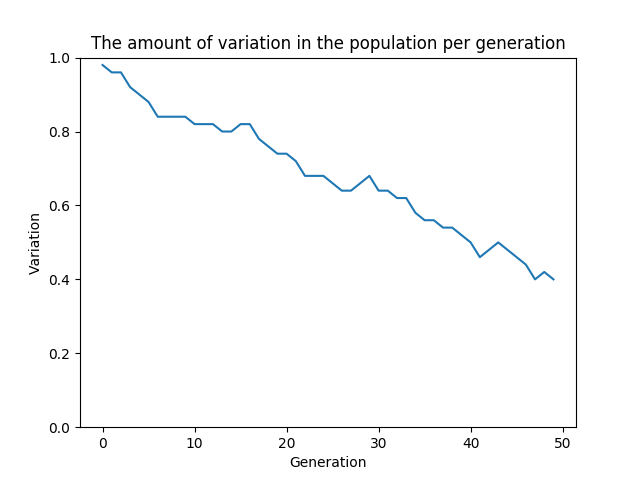 The amount of variation in the population per generation
1.0
0.8
0.6
0.4
0.2
0.0
Variation
0 10 20 30 40 50
Generation